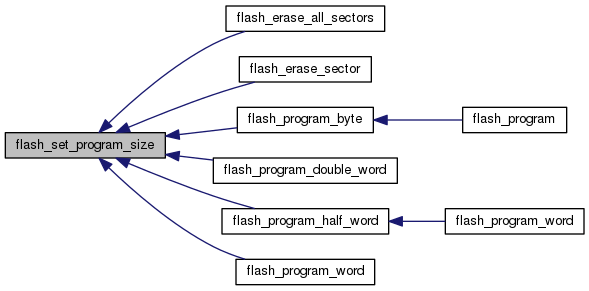 flash_erase_all_sectors
flash_erase_sector
flash_program_byte
flash_program
flash_set_program_size
flash_program_double_word
flash_program_half_word
flash_program_word
flash_program_word